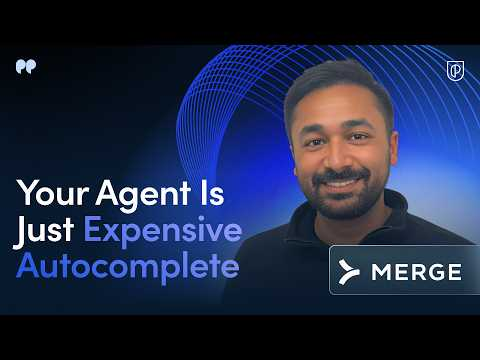 Your Agent Is
Just Expensive
Autocomplete
MERGE